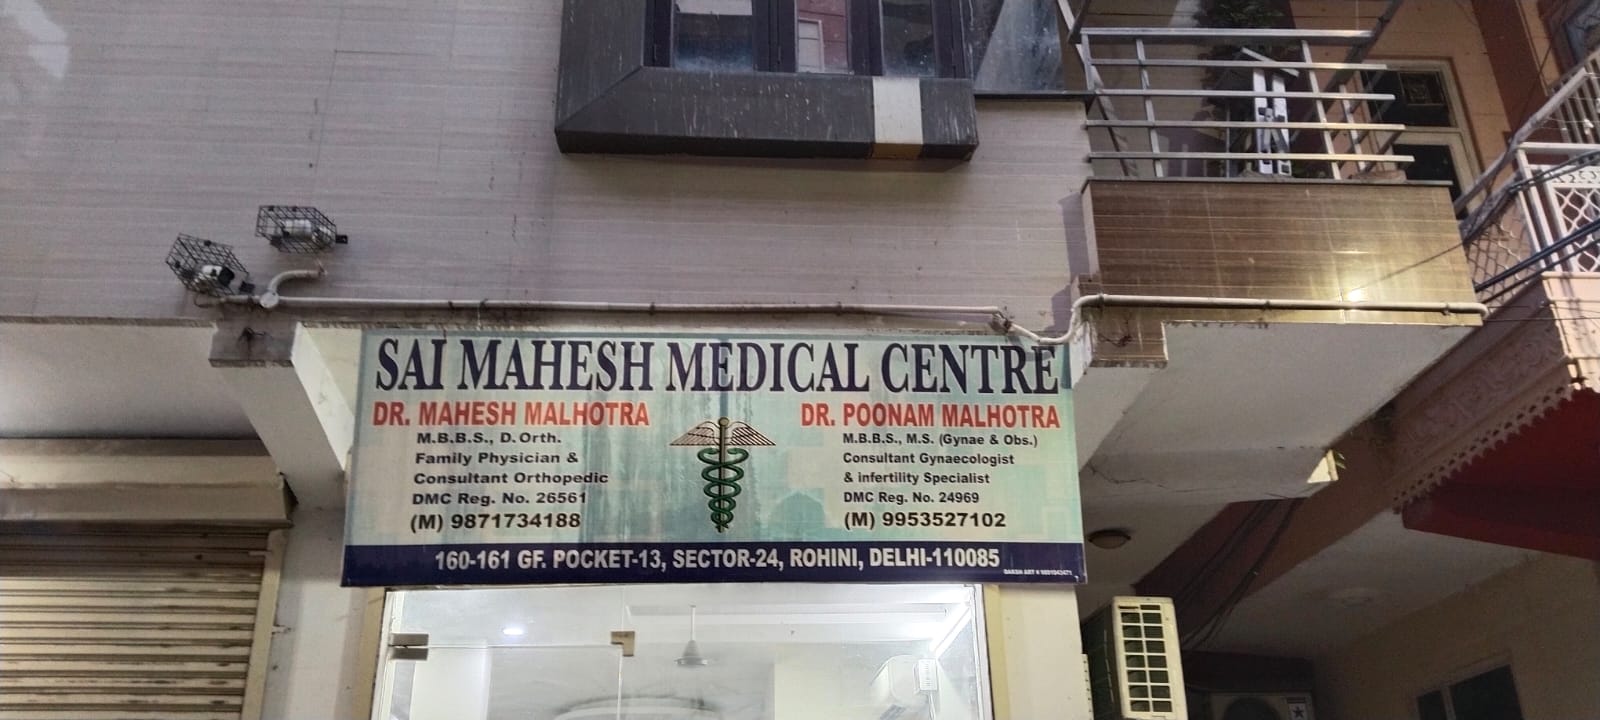 SAI MAHESH MEDICAL CENTRE
DR. MAHESH MALHOTRA
M.B.B.S., D. Orth.
Family Physician &
Consultant Orthopedic
DMC Reg. No. 26561
(M) 9871734188
DR. POONAM MALHOTRA
M.B.B.S., M.S. (Gynae & Obs.)
Consultant Gynaecologist
& infertility Specialist
DMC Reg. No. 24969
(M) 9953527102
160-161 GF. POCKET-13, SECTOR-24, ROHINI, DELHI-110085